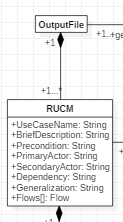 OutputFile
+1
+1..
+ge
+1...*
RUCM
+UseCaseName: String
+BriefDescription: String
+Precondition: String
+PrimaryActor: String
+SecondaryActor: String
+Dependency: String
+Generalization: String
+Flows[]: Flow